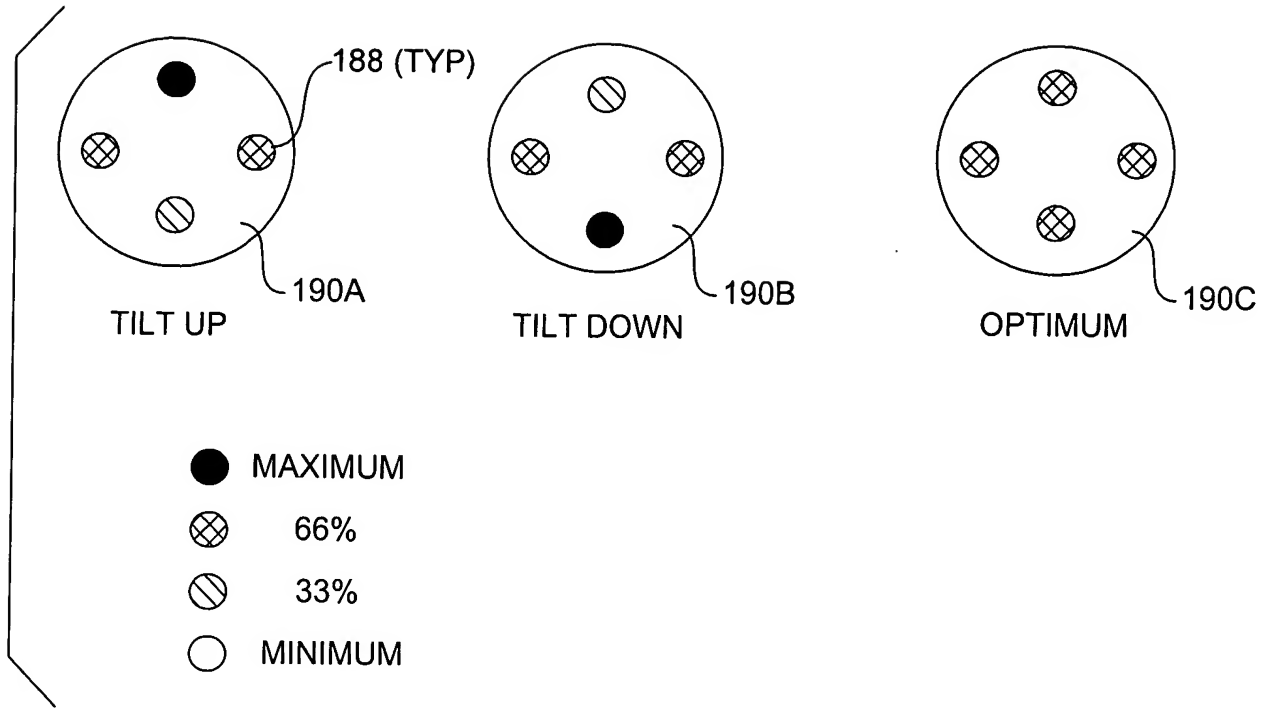 188 (TYP)
190A
190B
190C
TILT UP
TILT DOWN
OPTIMUM
MAXIMUM
66%
33%
MINIMUM